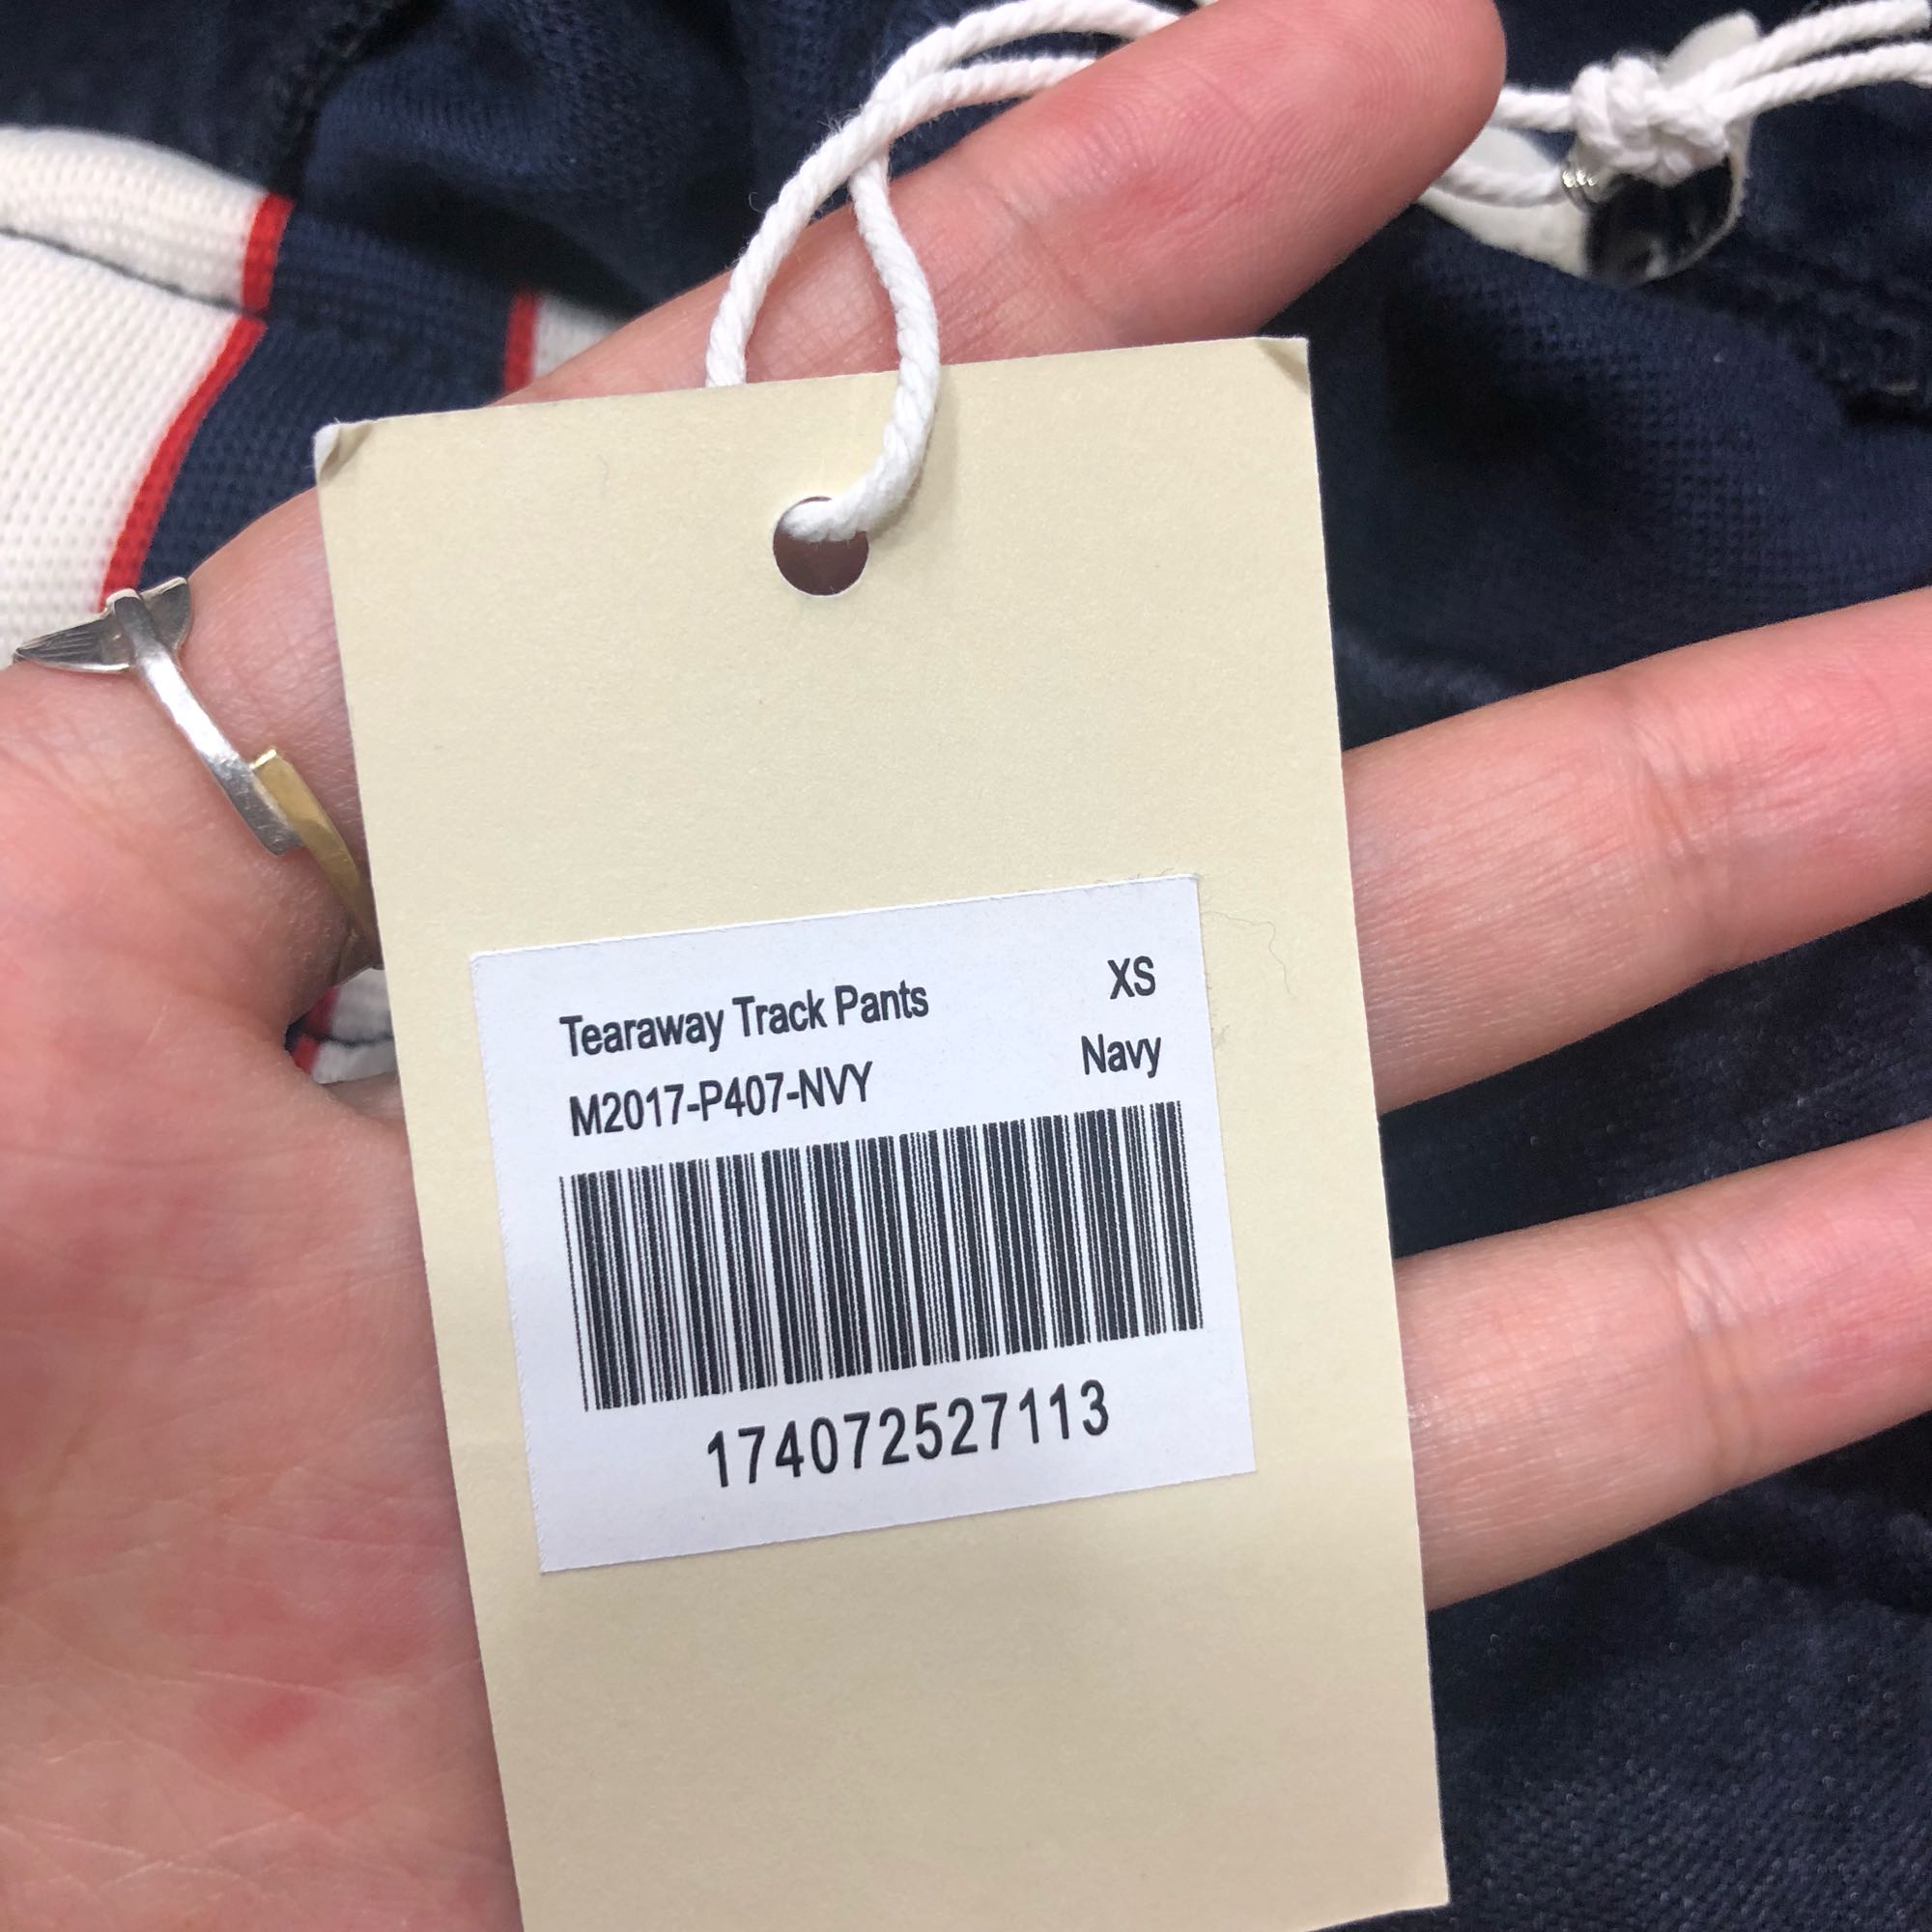 Tearaway Track Pants XS
M2017-P407-NVY Navy
174072527113